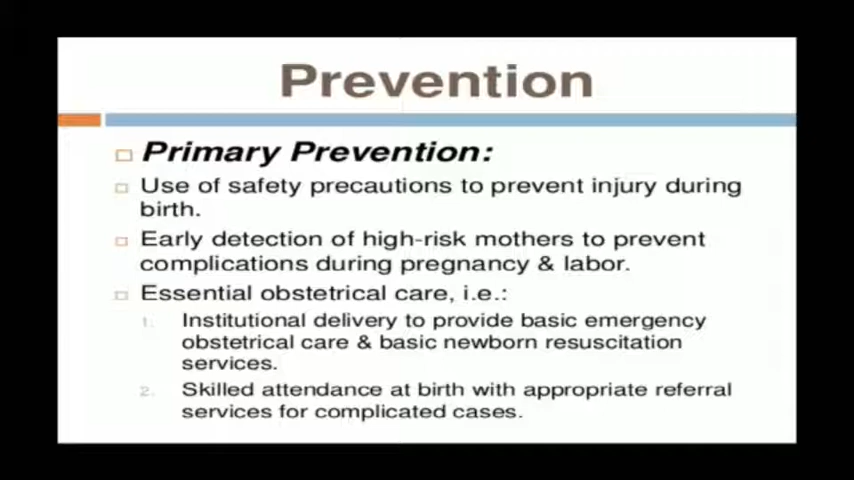 Prevention
Primary Prevention:
Use of safety precautions to prevent injury during
birth.
Early detection of high-risk mothers to prevent
complications during pregnancy & labor.
Essential obstetrical care, i.e.:
1. Institutional delivery to provide basic emergency
obstetrical care & basic newborn resuscitation
services.
2. Skilled attendance at birth with appropriate referral
services for complicated cases.